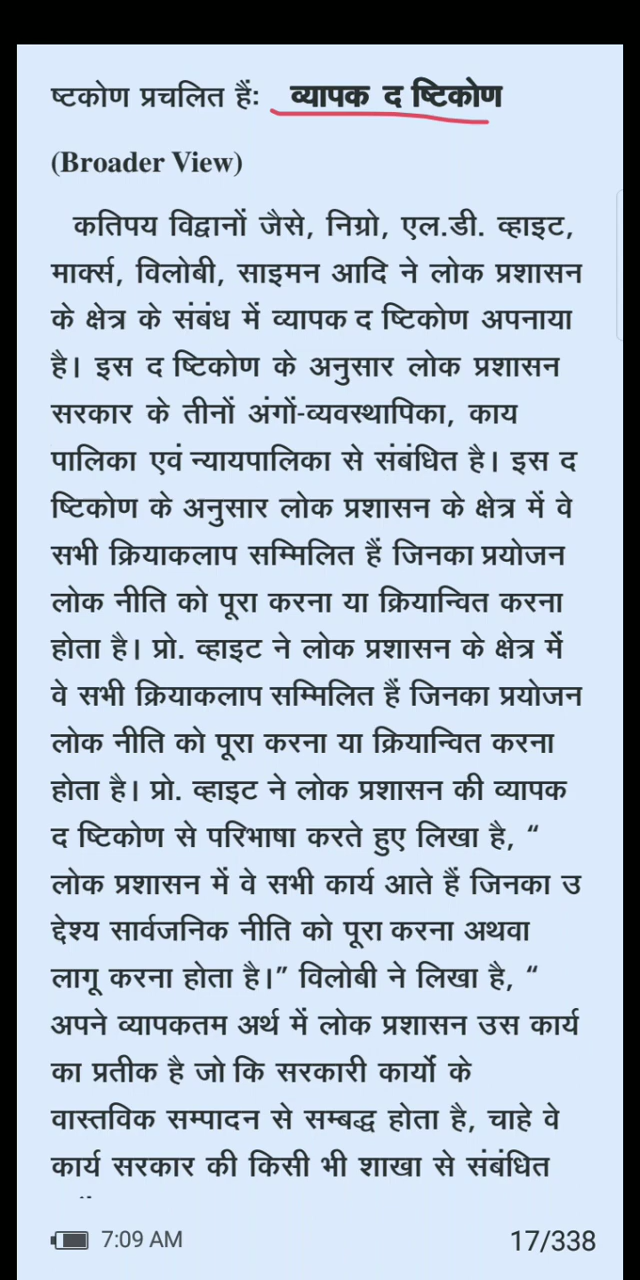 ष्टकोण प्रचलित हैं: व्यापक द ष्टिकोण
(Broader View)
कतिपय विद्वानों जैसे, निग्रो, एल.डी. व्हाइट,
मार्क्स, विलोबी, साइमन आदि ने लोक प्रशासन
के क्षेत्र के संबंध में व्यापक द ष्टिकोण अपनाया
है। इस द ष्टिकोण के अनुसार लोक प्रशासन
सरकार के तीनों अंगों-व्यवस्थापिका, काय
पालिका एवं न्यायपालिका से संबंधित है। इस द
ष्टिकोण के अनुसार लोक प्रशासन के क्षेत्र में वे
सभी क्रियाकलाप सम्मिलित हैं जिनका प्रयोजन
लोक नीति को पूरा करना या क्रियान्वित करना
होता है। प्रो. व्हाइट ने लोक प्रशासन के क्षेत्र में
वे सभी क्रियाकलाप सम्मिलित हैं जिनका प्रयोजन
लोक नीति को पूरा करना या क्रियान्वित करना
होता है। प्रो. व्हाइट ने लोक प्रशासन की व्यापक
द ष्टिकोण से परिभाषा करते हुए लिखा है, “
लोक प्रशासन में वे सभी कार्य आते हैं जिनका उ
द्देश्य सार्वजनिक नीति को पूरा करना अथवा
लागू करना होता है।” विलोबी ने लिखा है, “
अपने व्यापकतम अर्थ में लोक प्रशासन उस कार्य
का प्रतीक है जो कि सरकारी कार्यो के
वास्तविक सम्पादन से सम्बद्ध होता है, चाहे वे
कार्य सरकार की किसी भी शाखा से संबंधित
7:09 AM 17/338